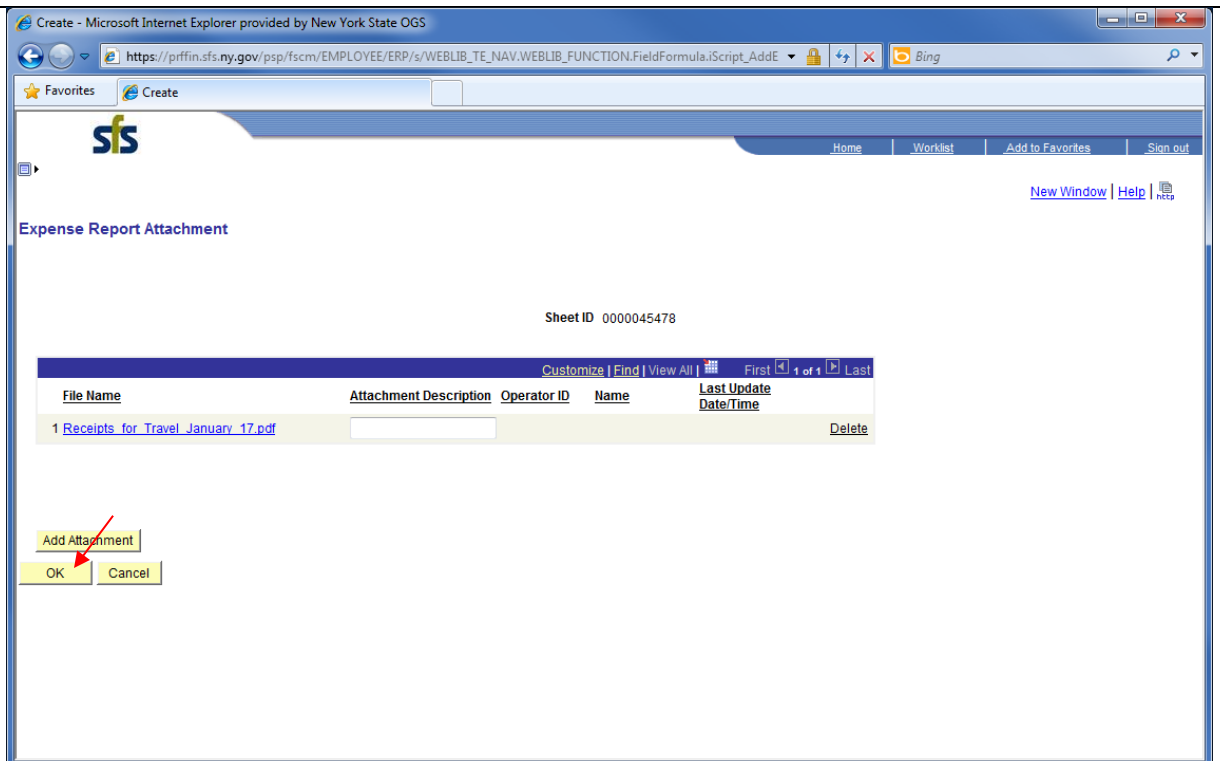 Create - Microsoft Internet Explorer provided by New York State OGS
https://prffin.sfs.ny.gov/psp/fscm/EMPLOYEE/ERP/s/WEBLIB_TE_NAV.WEBLIB_FUNCTION.FieldFormula.iScript_AddE
Bing
Favorites Create
sfs
Home | Worklist | Add to Favorites | Sign out
New Window | Help | http
Expense Report Attachment
Sheet ID 0000045478
Customize | Find | View All | First 1 of 1 Last
File Name Attachment Description Operator ID Name Last Update
Date/Time
1 Receipts_for_Travel_January_17.pdf Delete
Add Attachment
OK Cancel